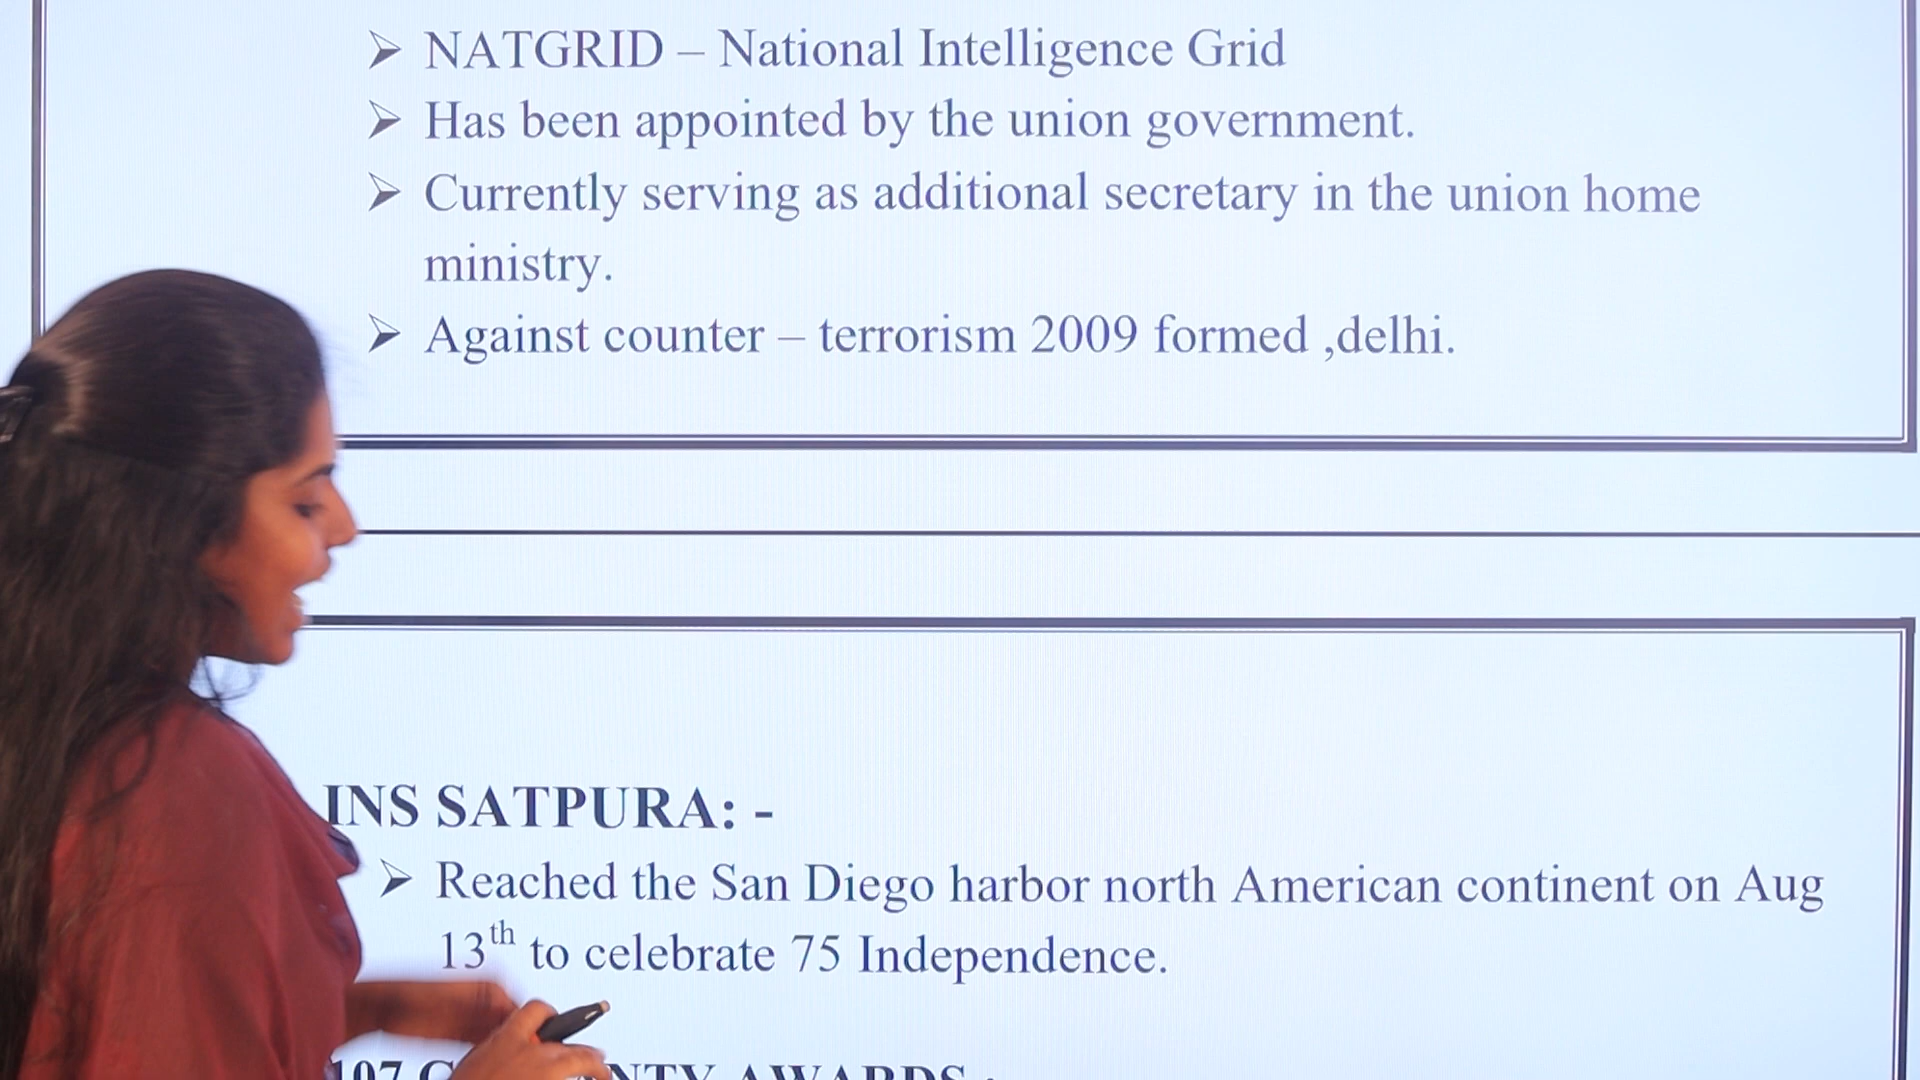 ➢ NATGRID – National Intelligence Grid
➢ Has been appointed by the union government.
➢ Currently serving as additional secretary in the union home
ministry.
➢ Against counter – terrorism 2009 formed ,delhi.
INS SATPURA: -
➢ Reached the San Diego harbor north American continent on Aug
13th to celebrate 75 Independence.
107 AWARDS :